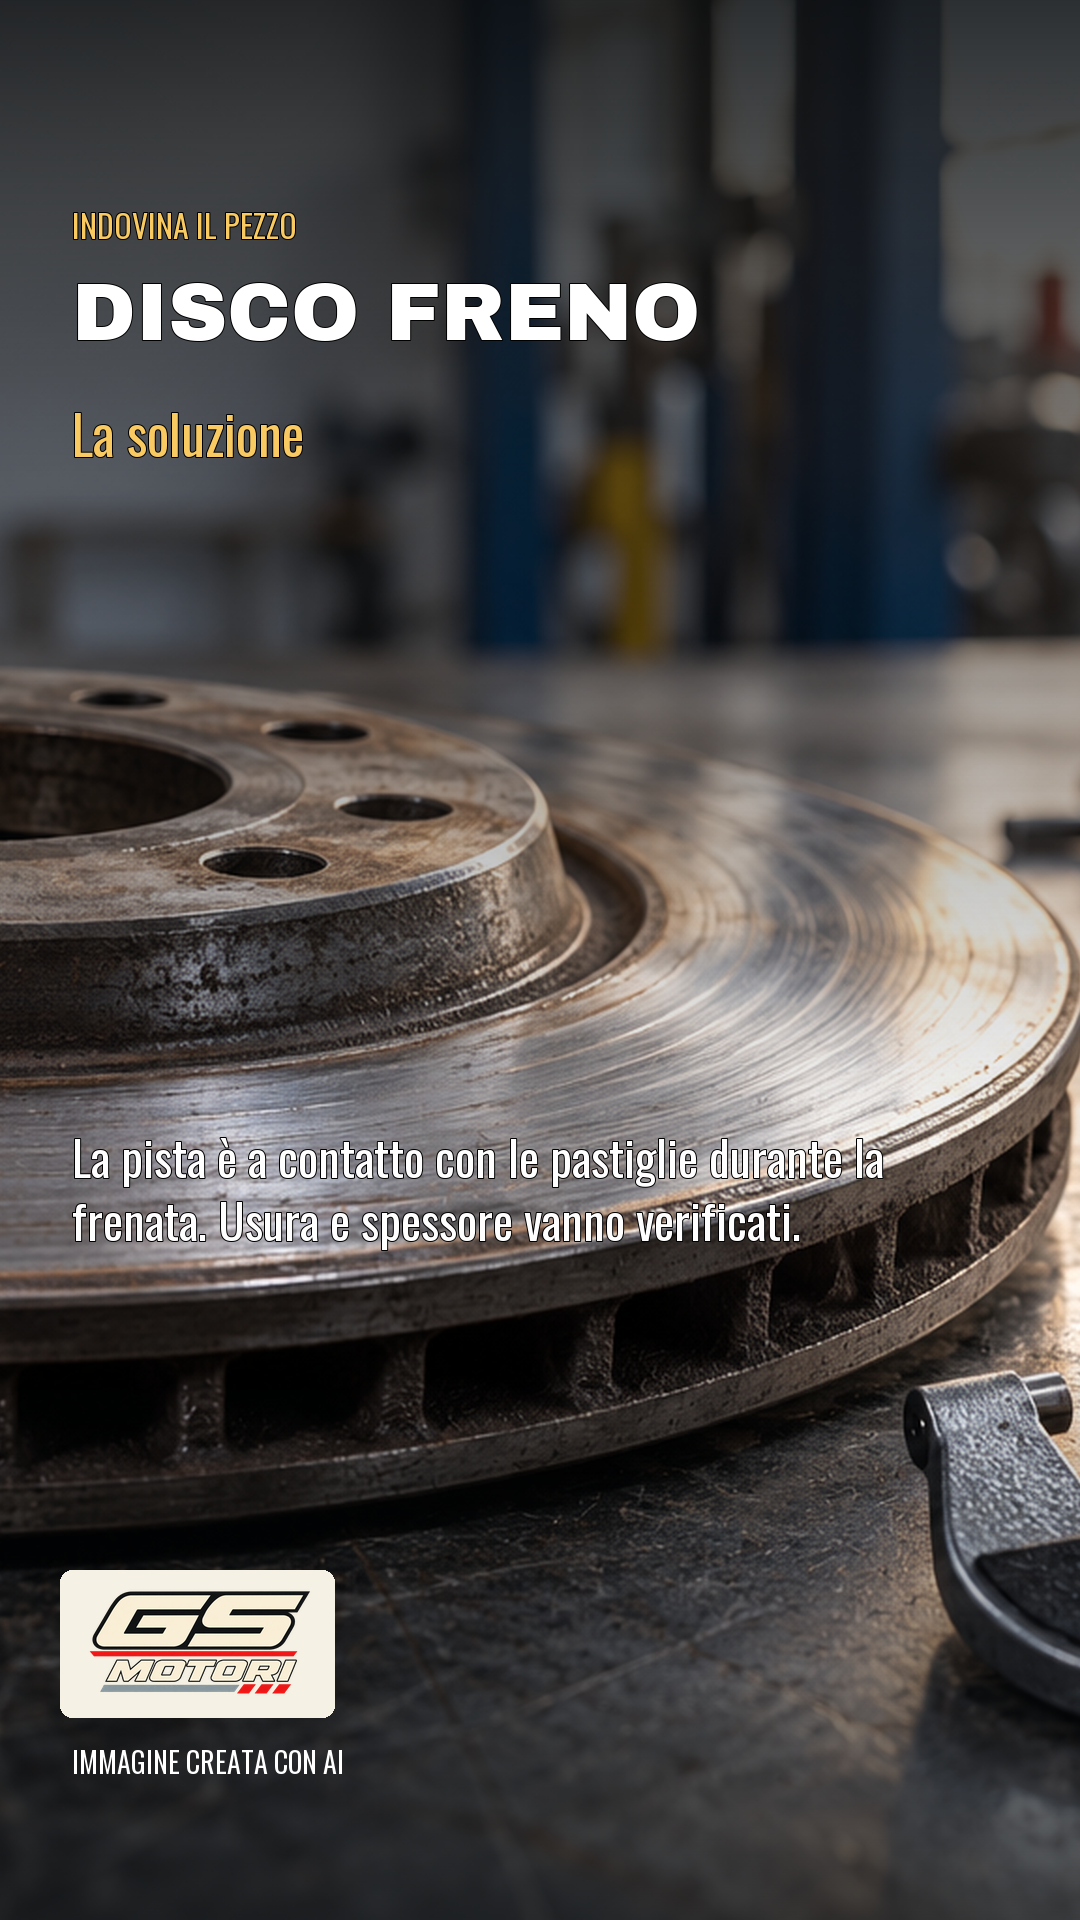 INDOVINA IL PEZZO
DISCO FRENO
La soluzione
La pista è a contatto con le pastiglie durante la
frenata. Usura e spessore vanno verificati.
GS
MOTORI
IMMAGINE CREATA CON AI